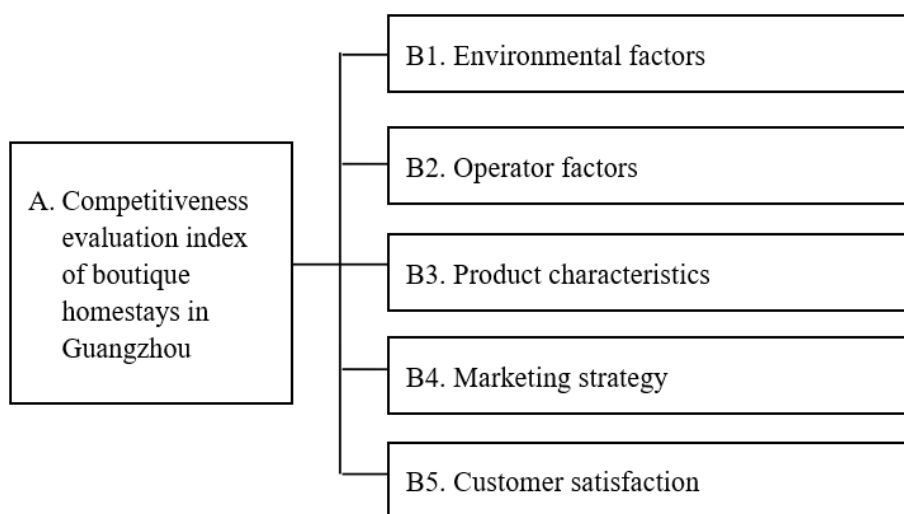 A. Competitiveness
evaluation index
of boutique
homestays in
Guangzhou
B1. Environmental factors
B2. Operator factors
B3. Product characteristics
B4. Marketing strategy
B5. Customer satisfaction